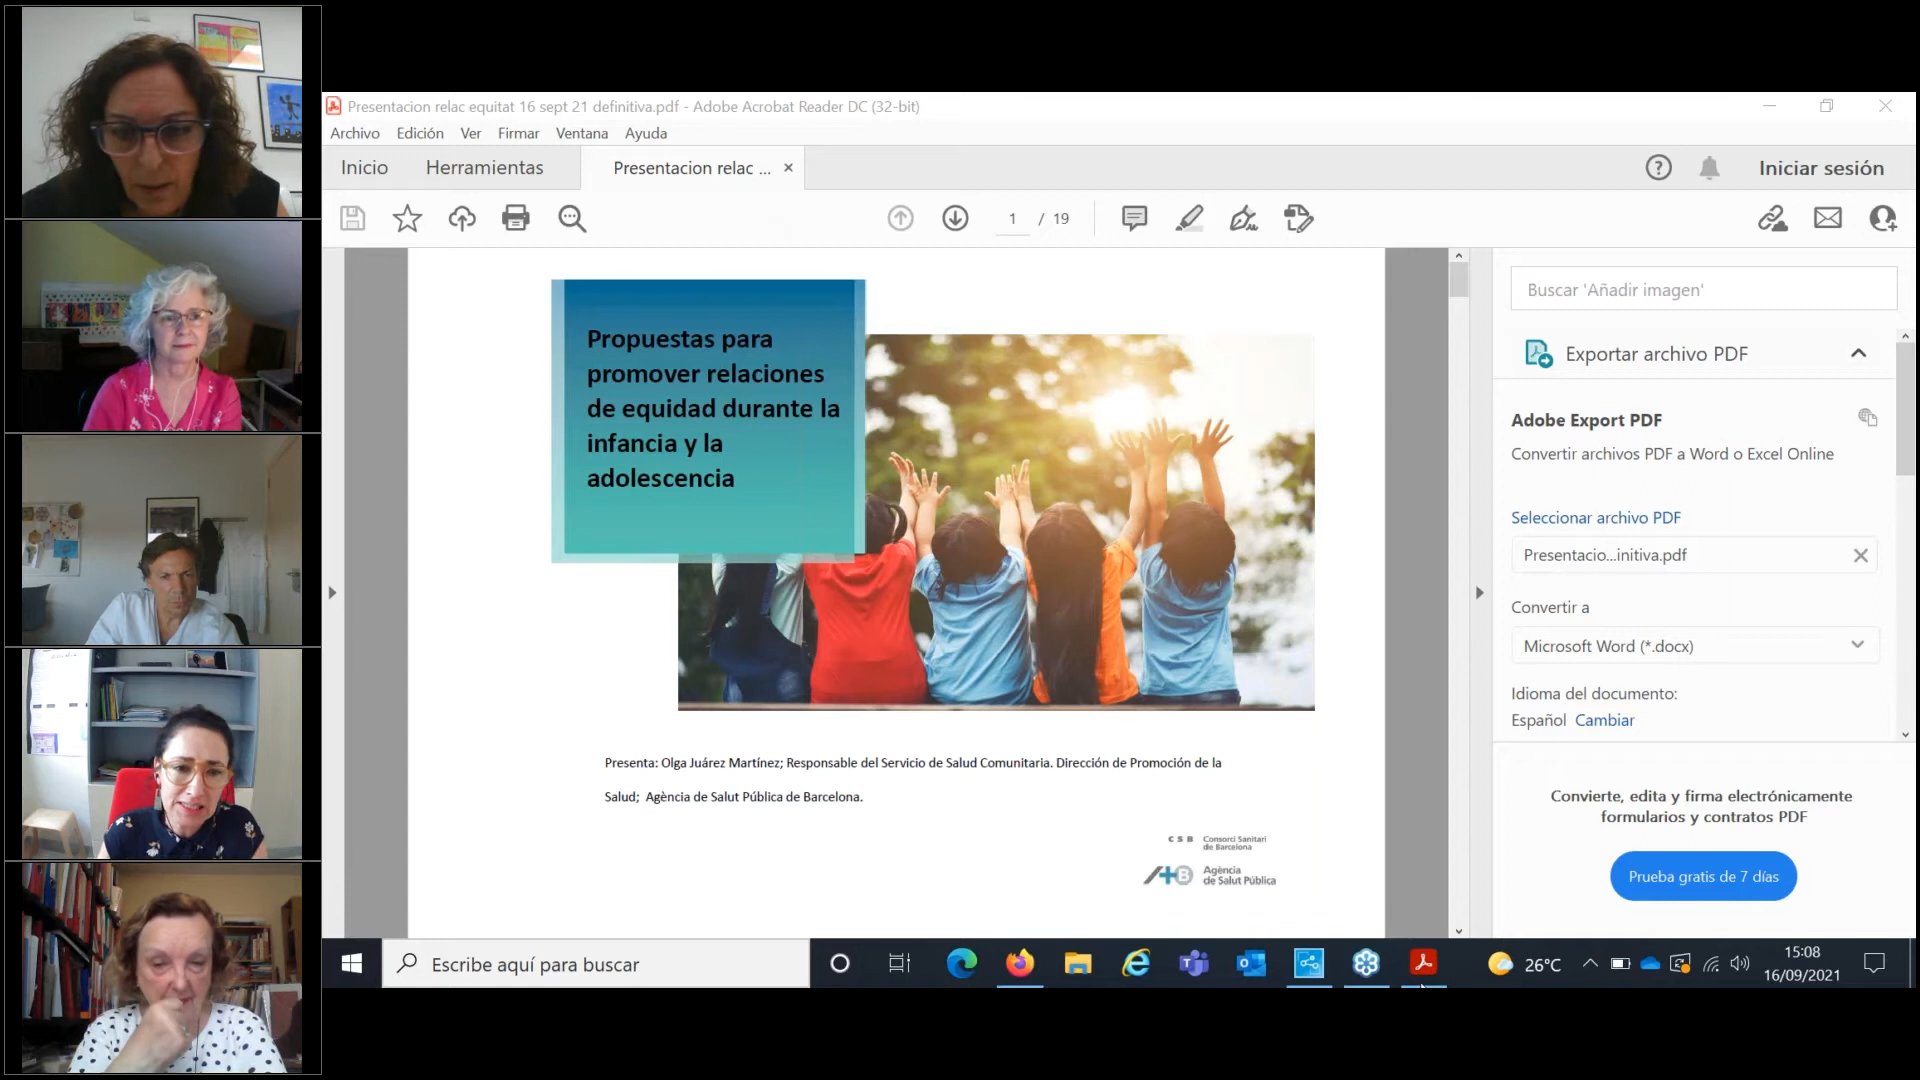 Presentacion relac equitat 16 sept 21 definitiva.pdf - Adobe Acrobat Reader DC (32-bit)
Archivo Edición Ver Firmar Ventana Ayuda
Inicio Herramientas Presentacion relac ... Iniciar sesión
1 / 19
Buscar 'Añadir imagen'
Propuestas para
promover relaciones
de equidad durante la
infancia y la
adolescencia
Presenta: Olga Juárez Martínez; Responsable del Servicio de Salud Comunitaria. Dirección de Promoción de la
Salud; Agència de Salut Pública de Barcelona.
CSB Consorci Sanitari
de Barcelona
Agència
de Salut Pública
Exportar archivo PDF
Adobe Export PDF
Convertir archivos PDF a Word o Excel Online
Seleccionar archivo PDF
Presentacio...initiva.pdf
Convertir a
Microsoft Word (*.docx)
Idioma del documento:
Español Cambiar
Convierte, edita y firma electrónicamente
formularios y contratos PDF
Prueba gratis de 7 días
Escribe aquí para buscar
26°C
15:08
16/09/2021